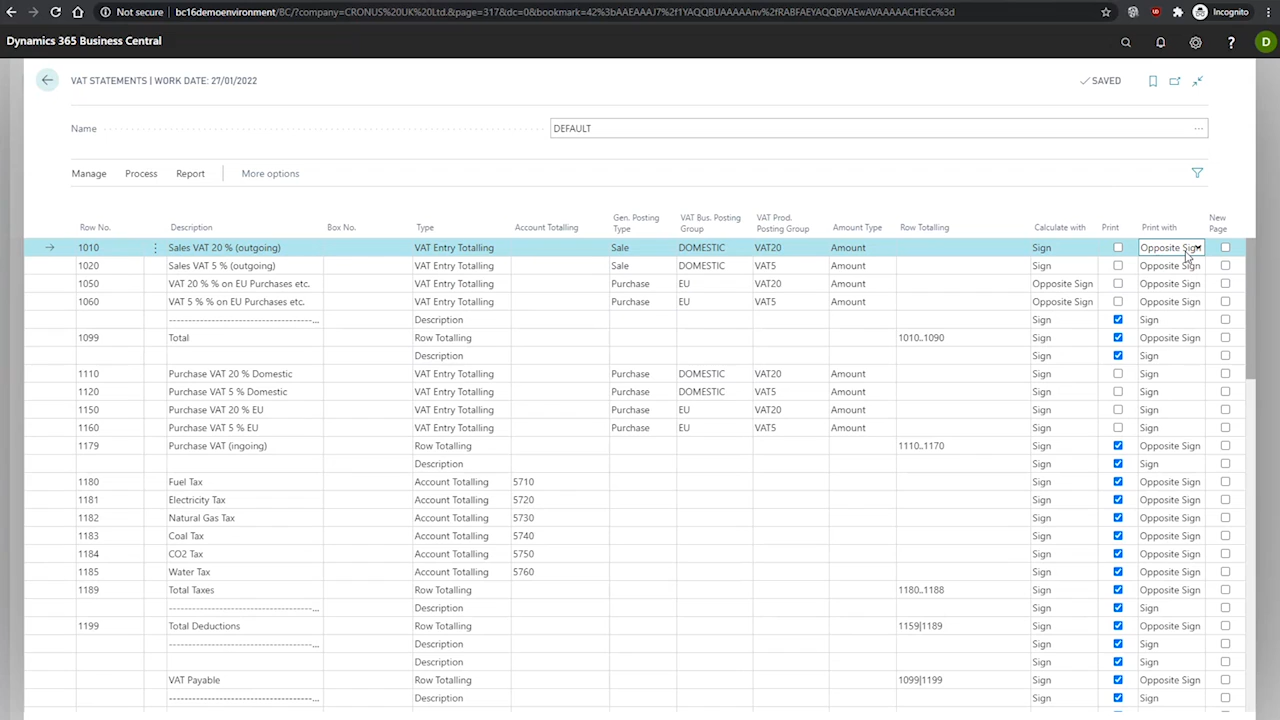 Not secure | bc16demoenvironment/BC/?company=CRONUS%20UK%20Ltd.&page=317&dc=0&bookmark=42%3bAAEAAAJ7%2f1YAQQBUAAAAAnv%2fRABFAEYAQQBVAEwAVAAAAACHECc%3d Incognito
Dynamics 365 Business Central ? D
VAT STATEMENTS | WORK DATE: 27/01/2022 SAVED
Name DEFAULT ...
Manage Process Report More options
Row No. Description Box No. Type Account Totalling Gen. Posting Type VAT Bus. Posting Group VAT Prod. Posting Group Amount Type Row Totalling Calculate with Print Print with New Page
1010 Sales VAT 20 % (outgoing) VAT Entry Totalling Sale DOMESTIC VAT20 Amount Sign Opposite Sign
1020 Sales VAT 5 % (outgoing) VAT Entry Totalling Sale DOMESTIC VAT5 Amount Sign Opposite Sign
1050 VAT 20 % % on EU Purchases etc. VAT Entry Totalling Purchase EU VAT20 Amount Opposite Sign Opposite Sign
1060 VAT 5 % % on EU Purchases etc. VAT Entry Totalling Purchase EU VAT5 Amount Opposite Sign Opposite Sign
--------------------------------------... Description Sign Sign
1099 Total Row Totalling 1010..1090 Sign Opposite Sign
Description Sign Sign
1110 Purchase VAT 20 % Domestic VAT Entry Totalling Purchase DOMESTIC VAT20 Amount Sign Sign
1120 Purchase VAT 5 % Domestic VAT Entry Totalling Purchase DOMESTIC VAT5 Amount Sign Sign
1150 Purchase VAT 20 % EU VAT Entry Totalling Purchase EU VAT20 Amount Sign Sign
1160 Purchase VAT 5 % EU VAT Entry Totalling Purchase EU VAT5 Amount Sign Sign
1179 Purchase VAT (ingoing) Row Totalling 1110..1170 Sign Opposite Sign
Description Sign Sign
1180 Fuel Tax Account Totalling 5710 Sign Opposite Sign
1181 Electricity Tax Account Totalling 5720 Sign Opposite Sign
1182 Natural Gas Tax Account Totalling 5730 Sign Opposite Sign
1183 Coal Tax Account Totalling 5740 Sign Opposite Sign
1184 CO2 Tax Account Totalling 5750 Sign Opposite Sign
1185 Water Tax Account Totalling 5760 Sign Opposite Sign
1189 Total Taxes Row Totalling 1180..1188 Sign Opposite Sign
--------------------------------------... Description Sign Sign
1199 Total Deductions Row Totalling 1159|1189 Sign Opposite Sign
--------------------------------------... Description Sign Sign
Description Sign Sign
VAT Payable Row Totalling 1099|1199 Sign Opposite Sign
--------------------------------------... Description Sign Sign